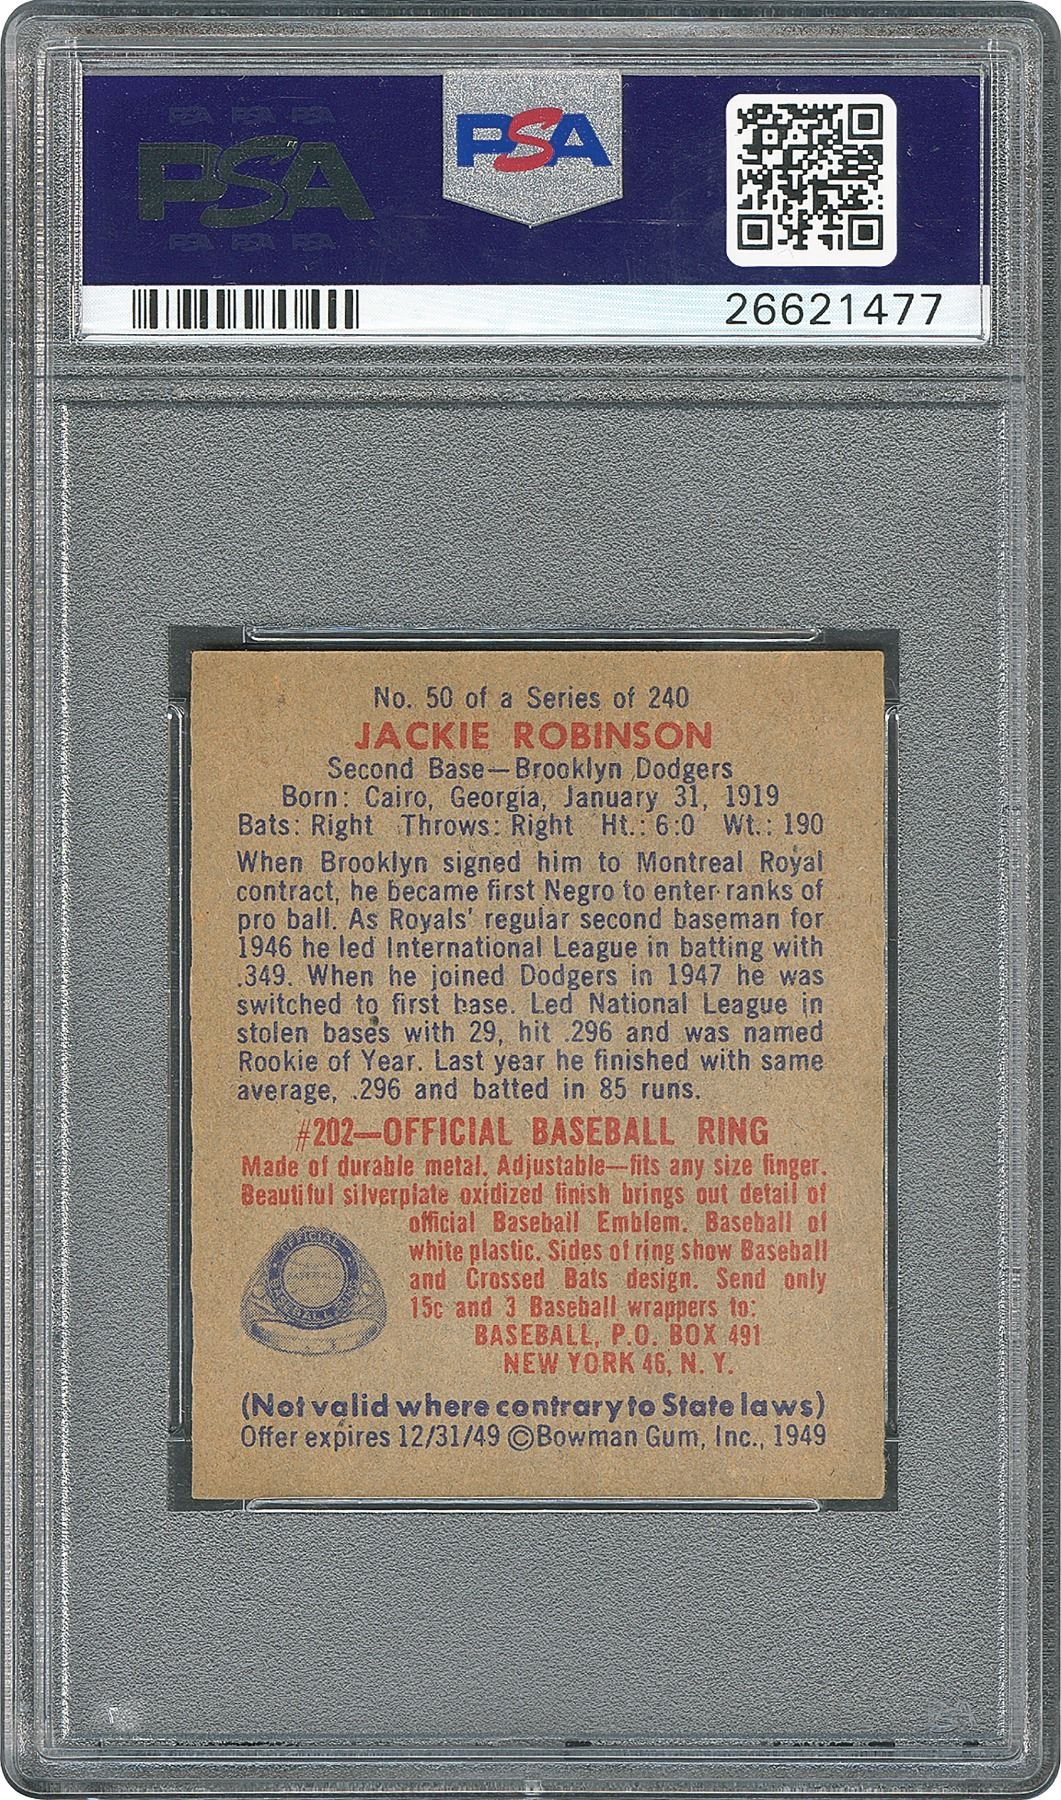 PSA PSA PSA
PSA
PSA PSA PSA
PSA
26621477
No. 50 of a Series of 240
JACKIE ROBINSON
Second Base—Brooklyn Dodgers
Born: Cairo, Georgia, January 31, 1919
Bats: Right Throws: Right Ht.: 6:0 Wt.: 190
When Brooklyn signed him to Montreal Royal
contract, he became first Negro to enter ranks of
pro ball. As Royals' regular second baseman for
1946 he led International League in batting with
.349. When he joined Dodgers in 1947 he was
switched to first base. Led National League in
stolen bases with 29, hit .296 and was named
Rookie of Year. Last year he finished with same
average, .296 and batted in 85 runs.
#202—OFFICIAL BASEBALL RING
Made of durable metal. Adjustable—fits any size finger.
Beautiful silverplate oxidized finish brings out detail of
official Baseball Emblem. Baseball of
white plastic. Sides of ring show Baseball
and Crossed Bats design. Send only
15c and 3 Baseball wrappers to:
BASEBALL, P.O. BOX 491
NEW YORK 46, N. Y.
OFFICIAL
BASEBALL
(Not valid where contrary to State laws)
Offer expires 12/31/49 ©Bowman Gum, Inc., 1949
PSA